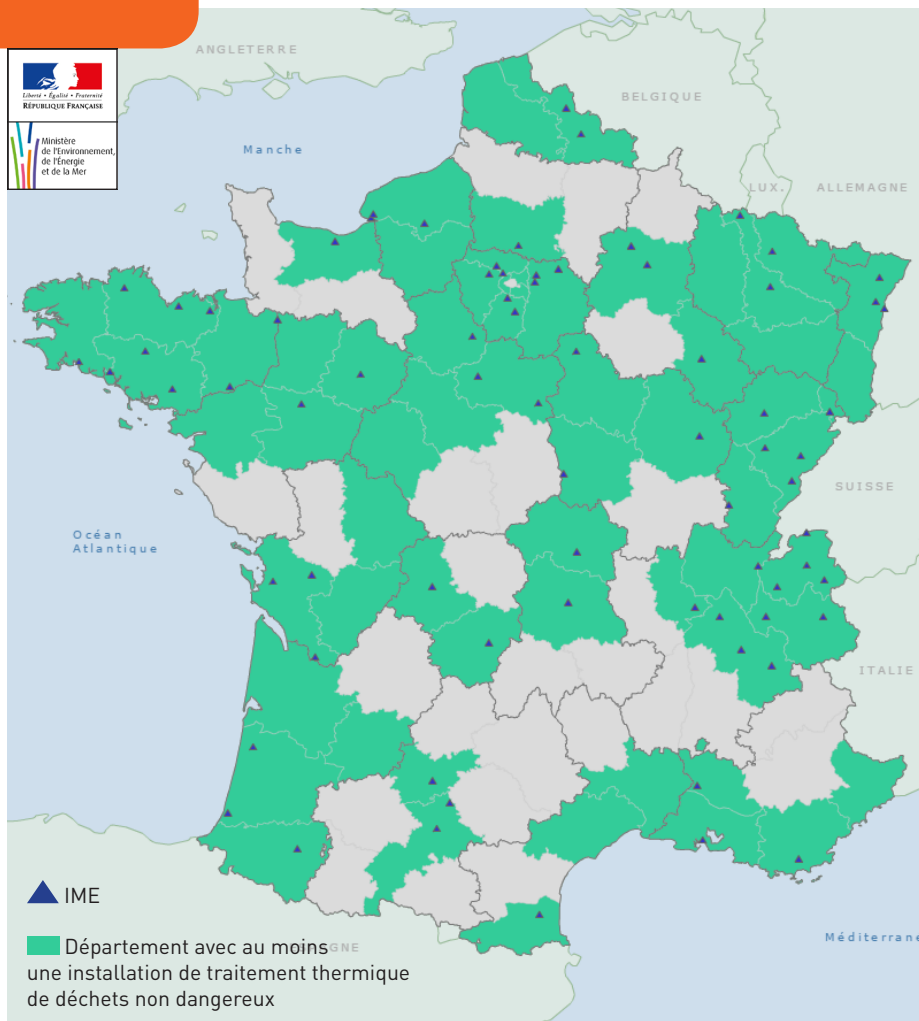 ANGLETERRE
Liberté • Égalité • Fraternité
RÉPUBLIQUE FRANÇAISE
Ministère
de l'Environnement,
de l'Énergie
et de la Mer
BELGIQUE
Manche
LUX.
ALLEMAGNE
SUISSE
Océan
Atlantique
ITALIE
IME
Méditerrane
Département avec au moins
une installation de traitement thermique
de déchets non dangereux